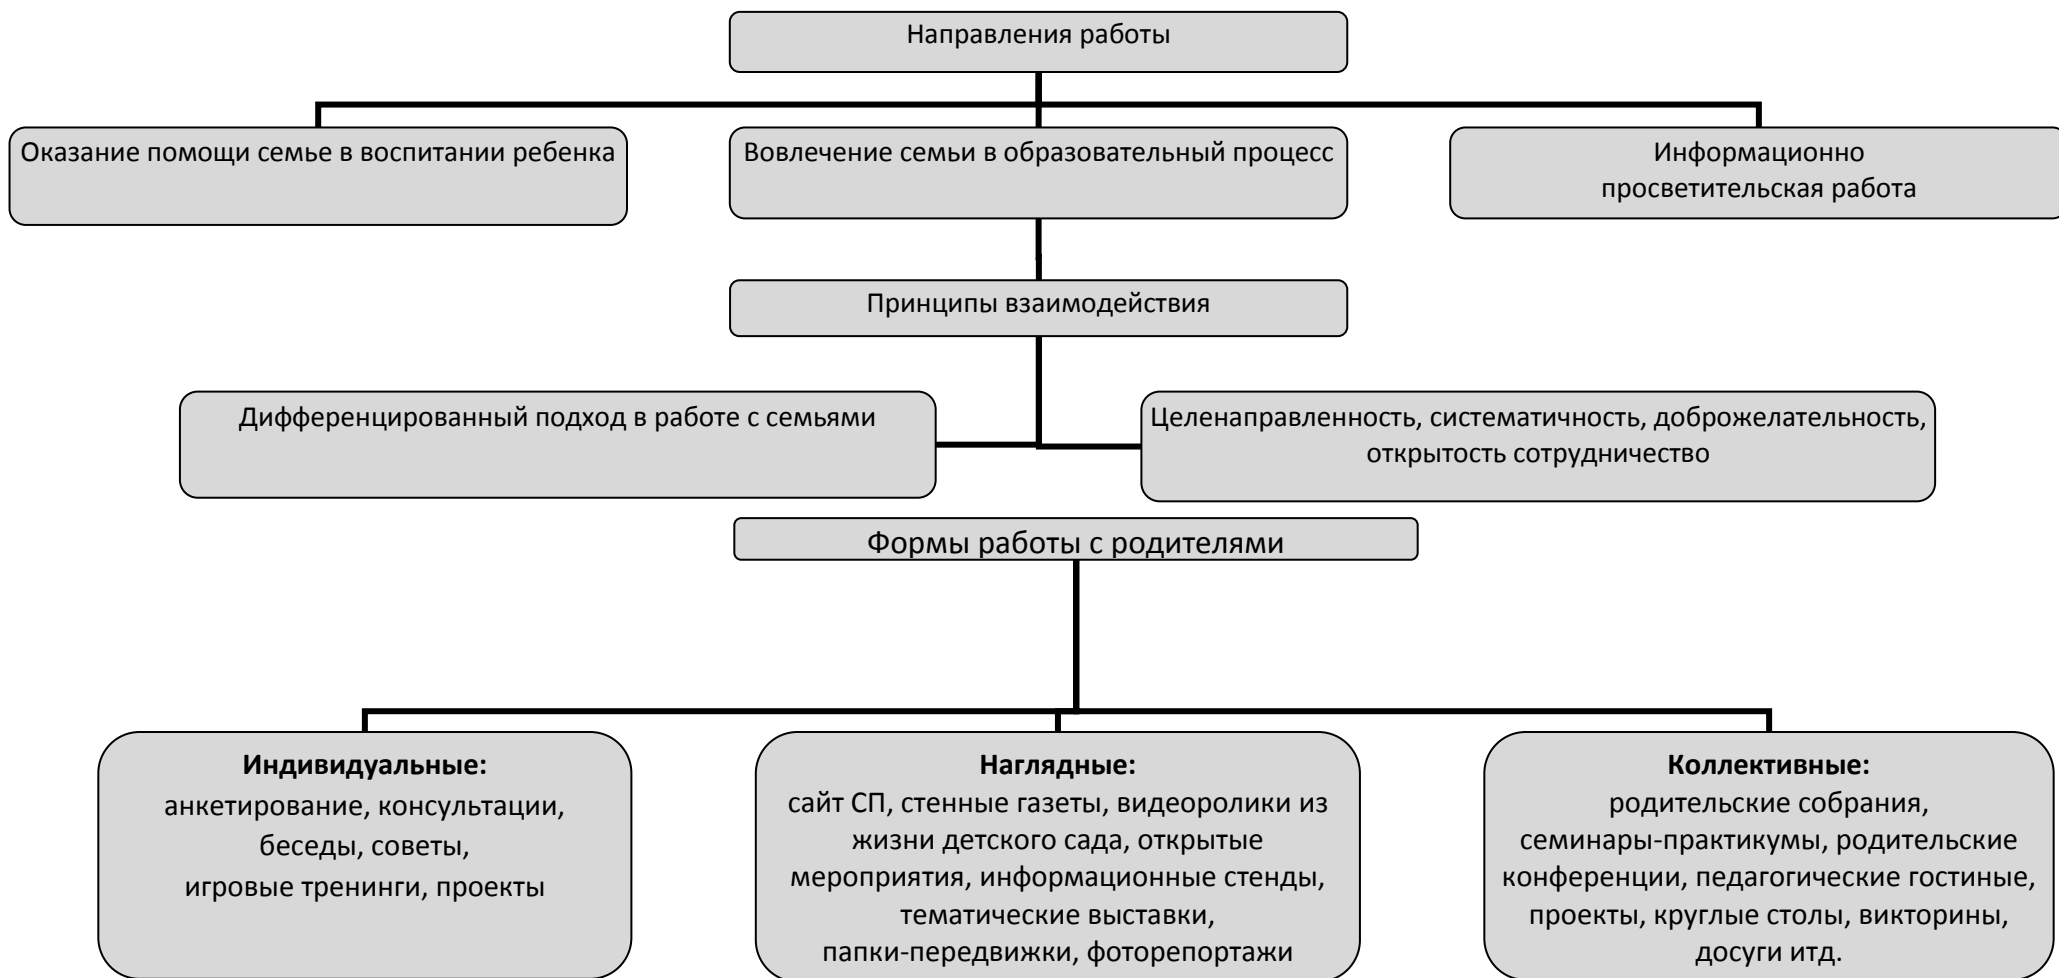 Направления работы
Оказание помощи семье в воспитании ребенка
Вовлечение семьи в образовательный процесс
Информационно
просветительская работа
Принципы взаимодействия
Дифференцированный подход в работе с семьями
Целенаправленность, систематичность, доброжелательность,
открытость сотрудничество
Формы работы с родителями
Индивидуальные:
анкетирование, консультации,
беседы, советы,
игровые тренинги, проекты
Наглядные:
сайт СП, стенные газеты, видеоролики из
жизни детского сада, открытые
мероприятия, информационные стенды,
тематические выставки,
папки-передвижки, фоторепортажи
Коллективные:
родительские собрания,
семинары-практикумы, родительские
конференции, педагогические гостиные,
проекты, круглые столы, викторины,
досуги итд.